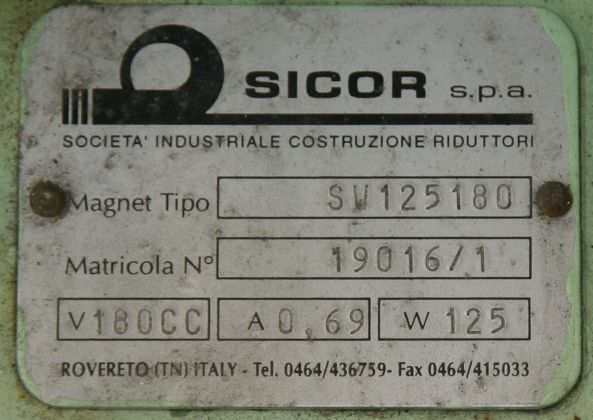 SICOR s.p.a.
SOCIETA' INDUSTRIALE COSTRUZIONE RIDUTTORI
Magnet Tipo SW125180
Matricola N° 19016/1
V 180CC A 0,69 W 125
ROVERETO (TN) ITALY - Tel. 0464/436759- Fax 0464/415033